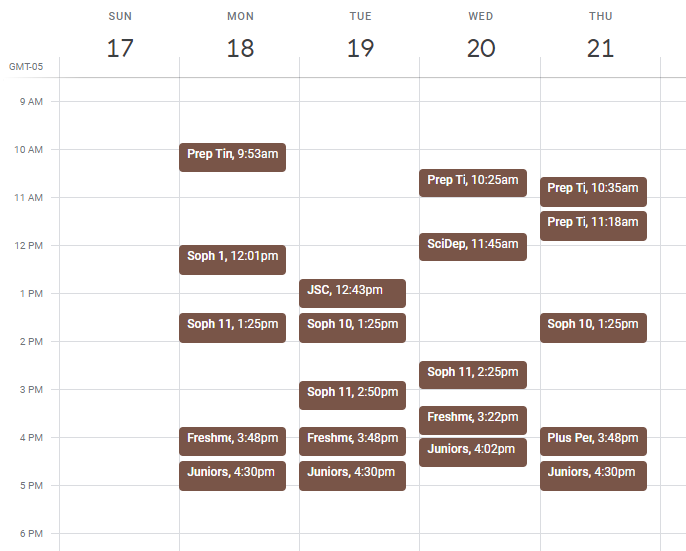 SUN MON TUE WED THU
17 18 19 20 21
GMT-05
9 AM
10 AM
Prep Tin, 9:53am
Prep Ti, 10:25am
Prep Ti, 10:35am
11 AM
Prep Ti, 11:18am
SciDep, 11:45am
12 PM
Soph 1, 12:01pm
JSC, 12:43pm
1 PM
Soph 11, 1:25pm
Soph 10, 1:25pm
Soph 10, 1:25pm
2 PM
Soph 11, 2:25pm
Soph 11, 2:50pm
3 PM
Freshme, 3:22pm
Freshme, 3:48pm
Freshme, 3:48pm
Plus Per, 3:48pm
4 PM
Juniors, 4:02pm
Juniors, 4:30pm
Juniors, 4:30pm
Juniors, 4:30pm
5 PM
6 PM